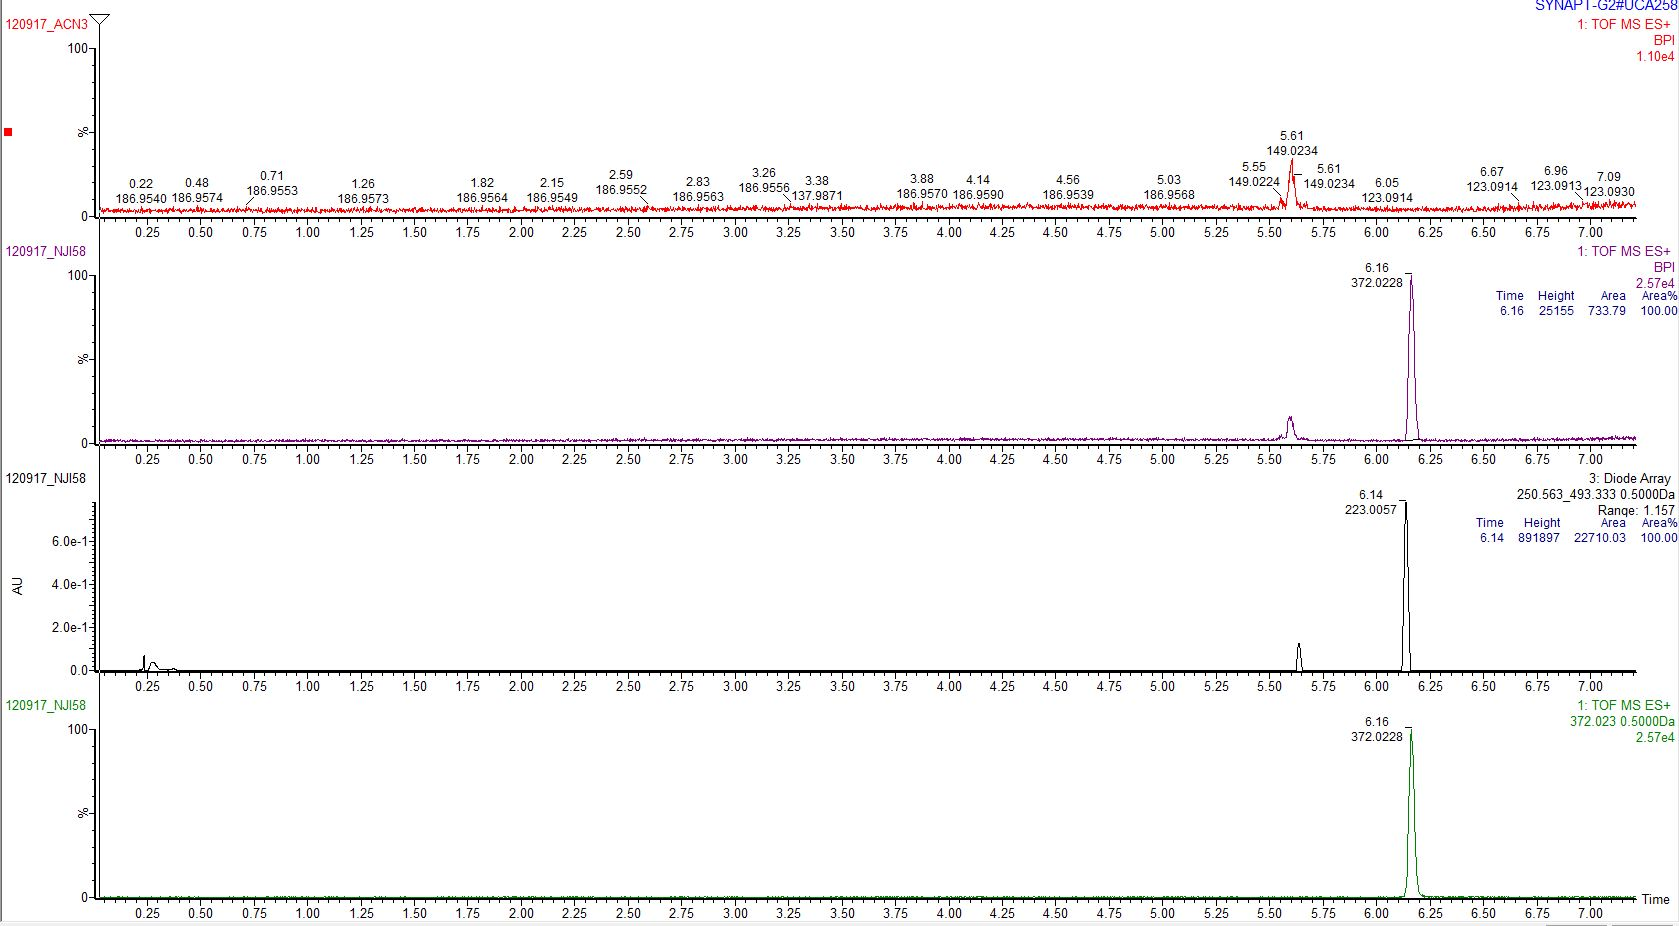 SYNAPT-G2#UCA258
120917_ACN3
1: TOF MS ES+
BPI
1.10e4
100
%
0
0.22
186.9540
0.48
186.9574
0.71
186.9553
1.26
186.9573
1.82
186.9564
2.15
186.9549
2.59
186.9552
2.83
186.9563
3.26
186.9556
3.38
137.9871
3.88
186.9570
4.14
186.9590
4.56
186.9539
5.03
186.9568
5.55
149.0224
5.61
149.0234
5.61
149.0234
6.05
123.0914
6.67
123.0914
6.96
123.0913
7.09
123.0930
0.25 0.50 0.75 1.00 1.25 1.50 1.75 2.00 2.25 2.50 2.75 3.00 3.25 3.50 3.75 4.00 4.25 4.50 4.75 5.00 5.25 5.50 5.75 6.00 6.25 6.50 6.75 7.00
120917_NJI58
1: TOF MS ES+
BPI
2.57e4
Time Height Area Area%
6.16 25155 733.79 100.00
100
%
0
6.16
372.0228
0.25 0.50 0.75 1.00 1.25 1.50 1.75 2.00 2.25 2.50 2.75 3.00 3.25 3.50 3.75 4.00 4.25 4.50 4.75 5.00 5.25 5.50 5.75 6.00 6.25 6.50 6.75 7.00
120917_NJI58
3: Diode Array
250.563_493.333 0.5000Da
Range: 1.157
Time Height Area Area%
6.14 891897 22710.03 100.00
6.14
223.0057
AU
6.0e-1
4.0e-1
2.0e-1
0.0
0.25 0.50 0.75 1.00 1.25 1.50 1.75 2.00 2.25 2.50 2.75 3.00 3.25 3.50 3.75 4.00 4.25 4.50 4.75 5.00 5.25 5.50 5.75 6.00 6.25 6.50 6.75 7.00
120917_NJI58
1: TOF MS ES+
372.023 0.5000Da
2.57e4
100
%
0
6.16
372.0228
Time
0.25 0.50 0.75 1.00 1.25 1.50 1.75 2.00 2.25 2.50 2.75 3.00 3.25 3.50 3.75 4.00 4.25 4.50 4.75 5.00 5.25 5.50 5.75 6.00 6.25 6.50 6.75 7.00